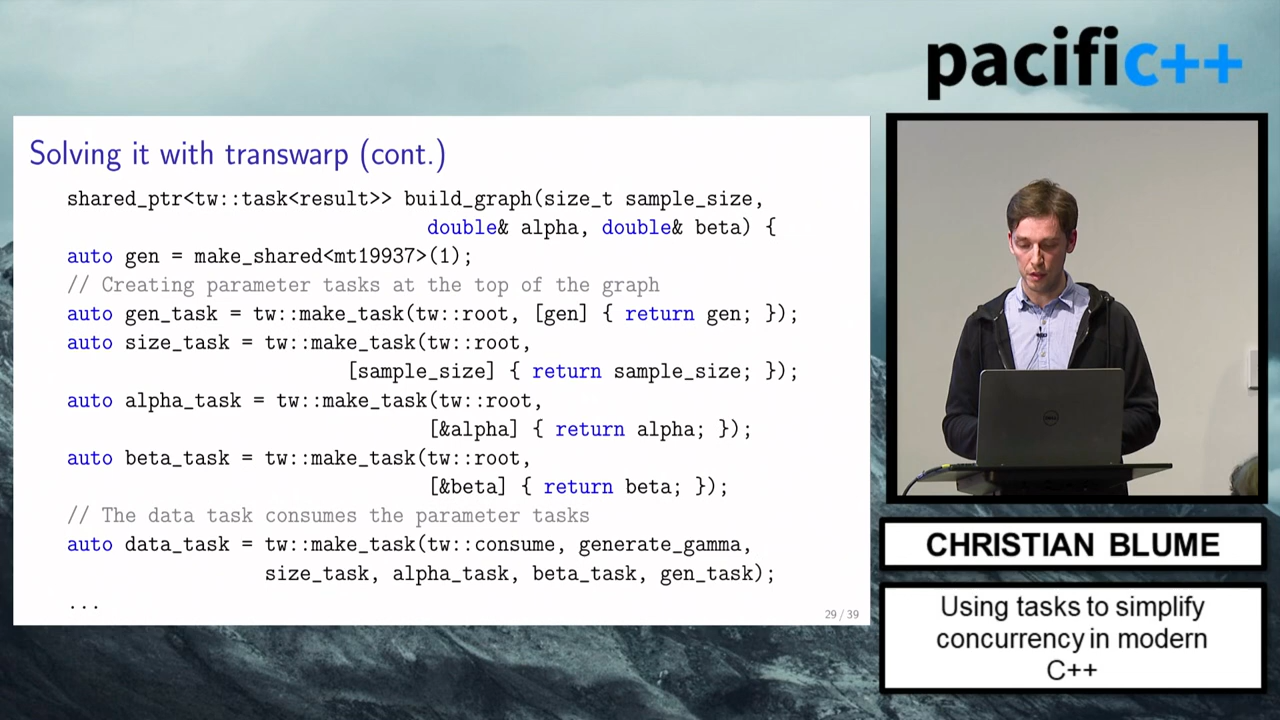 pacific++
Solving it with transwarp (cont.)
shared_ptr<tw::task<result>> build_graph(size_t sample_size,
double& alpha, double& beta) {
auto gen = make_shared<mt19937>(1);
// Creating parameter tasks at the top of the graph
auto gen_task = tw::make_task(tw::root, [gen] { return gen; });
auto size_task = tw::make_task(tw::root,
[sample_size] { return sample_size; });
auto alpha_task = tw::make_task(tw::root,
[&alpha] { return alpha; });
auto beta_task = tw::make_task(tw::root,
[&beta] { return beta; });
// The data task consumes the parameter tasks
auto data_task = tw::make_task(tw::consume, generate_gamma,
size_task, alpha_task, beta_task, gen_task);
...
29 / 39
CHRISTIAN BLUME
Using tasks to simplify
concurrency in modern
C++